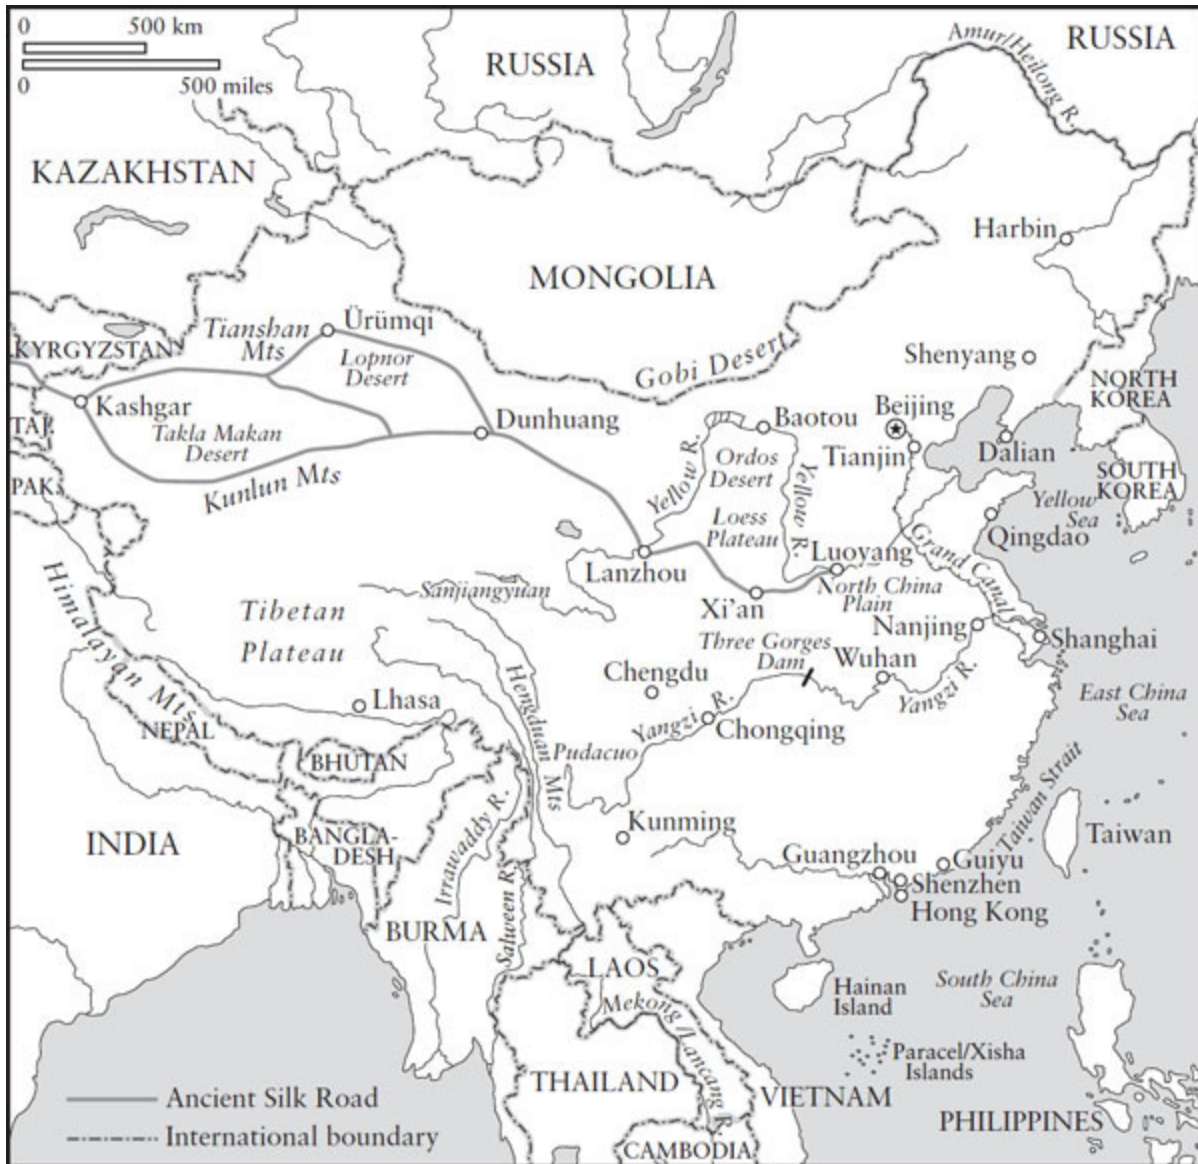 0 500 km
0 500 miles
RUSSIA
Amur/Heilong R.
RUSSIA
KAZAKHSTAN
Harbin
MONGOLIA
Tianshan
Mts
Ürümqi
KYRGYZSTAN
Lopnor
Desert
Gobi Desert
Shenyang
NORTH
KOREA
Kashgar
TAJ.
Takla Makan
Desert
Dunhuang
Baotou
Beijing
Tianjin
Dalian
PAK.
Kunlun Mts
Yellow R.
Ordos
Desert
Yellow R.
SOUTH
KOREA
Yellow
Sea
Loess
Plateau
Qingdao
Lanzhou
Luoyang
Grand Canal
Himalayan Mts
Sanjiangyuan
Xi'an
North China
Plain
Tibetan
Plateau
Nanjing
Shanghai
Three Gorges
Dam
Wuhan
Hengduan Mts
Chengdu
Yangzi R.
East China
Sea
Lhasa
Yangzi R.
Chongqing
NEPAL
BHUTAN
Pudacuo
Taiwan Strait
INDIA
BANGLA-
DESH
Irrawaddy R.
Kunming
Taiwan
Guangzhou
Guiyu
Shenzhen
Hong Kong
Salween R.
BURMA
LAOS
Hainan
Island
South China
Sea
Mekong/Lancang R.
Paracel/Xisha
Islands
THAILAND
VIETNAM
PHILIPPINES
CAMBODIA
Ancient Silk Road
International boundary